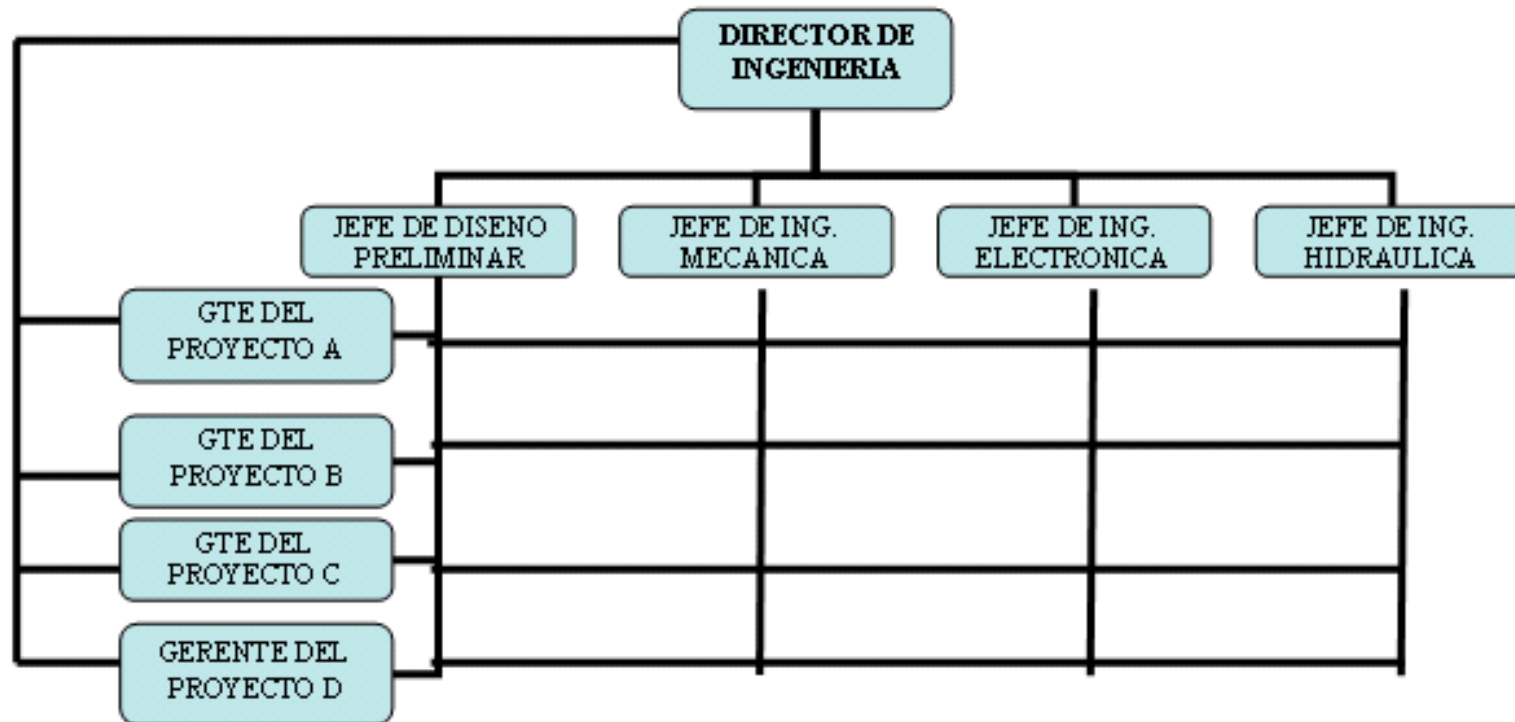 DIRECTOR DE
INGENIERIA
JEFE DE DISENO
PRELIMINAR
JEFE DE ING.
MECANICA
JEFE DE ING.
ELECTRONICA
JEFE DE ING.
HIDRAULICA
GTE DEL
PROYECTO A
GTE DEL
PROYECTO B
GTE DEL
PROYECTO C
GERENTE DEL
PROYECTO D